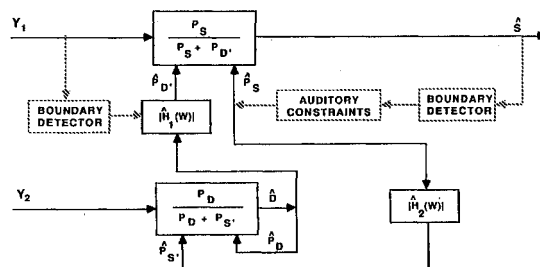 Y1
P_S
P_S + P_D'
Ŝ
P̂_D'
P̂_S
BOUNDARY
DETECTOR
|Ĥ1(W)|
AUDITORY
CONSTRAINTS
BOUNDARY
DETECTOR
Y2
P_D
P_D + P_S'
D̂
P̂_D
P̂_S'
|Ĥ2(W)|